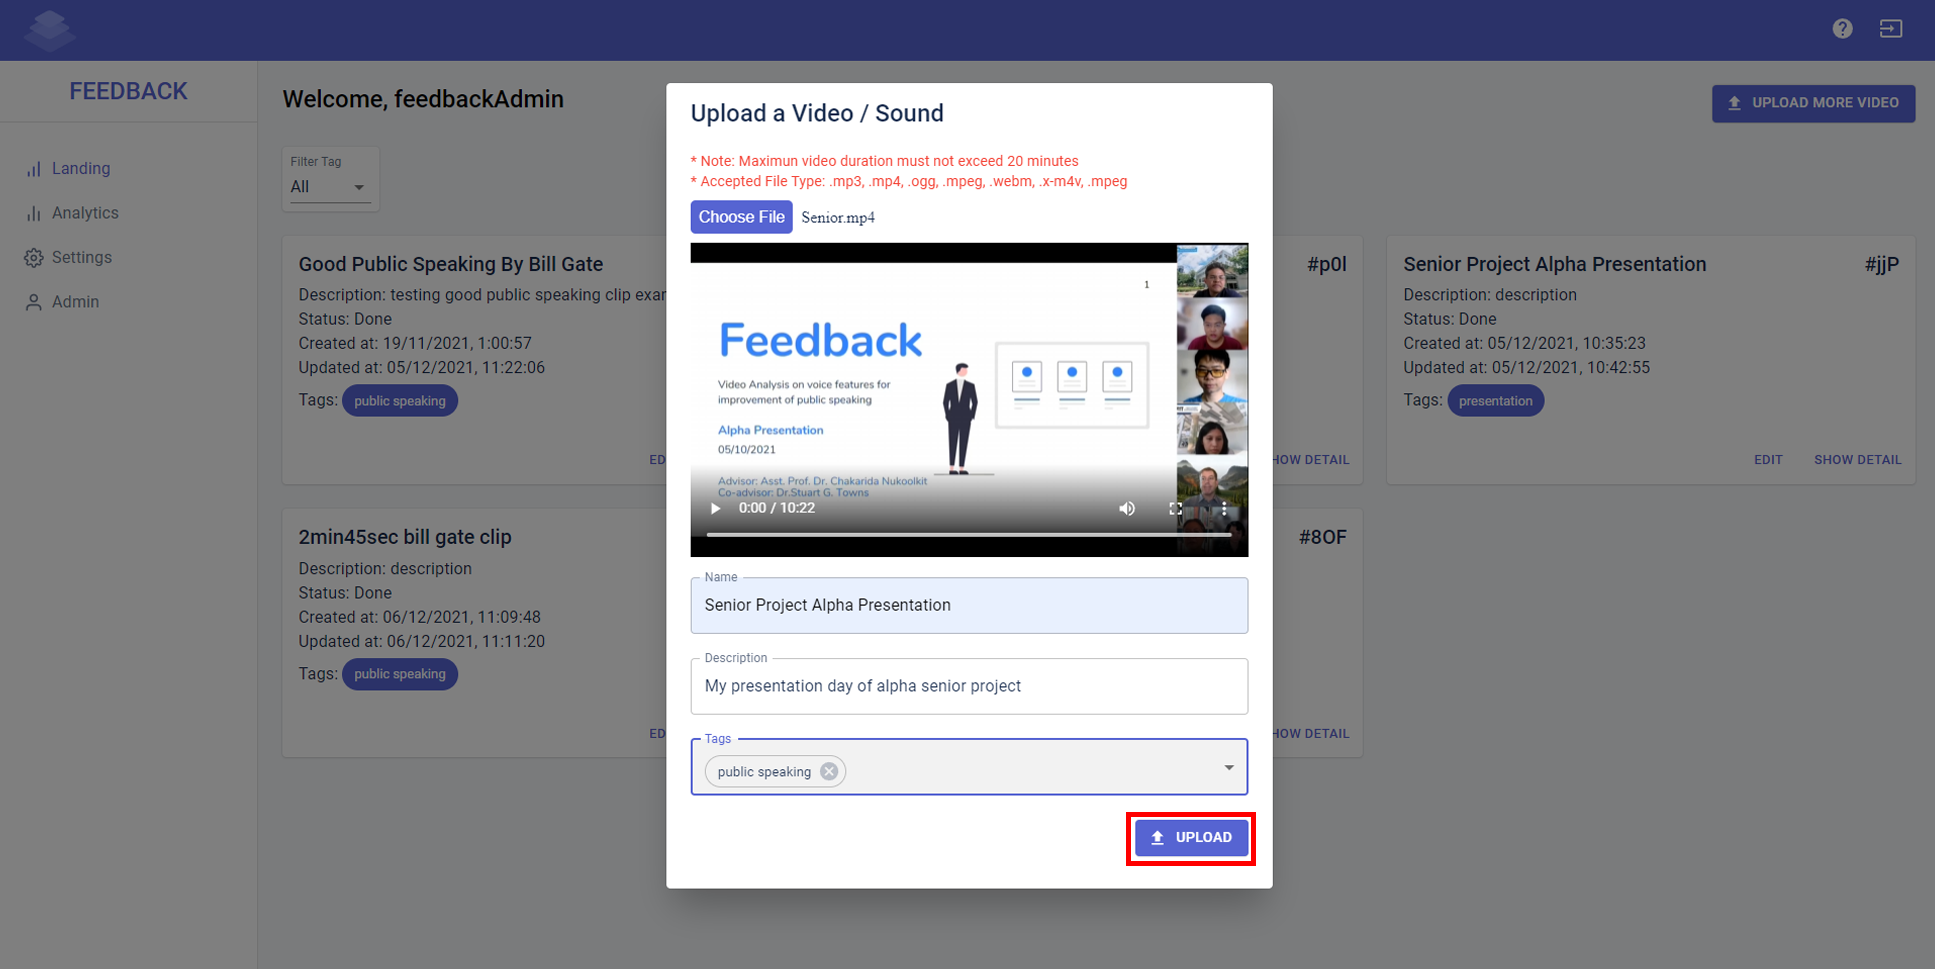 FEEDBACK
Landing
Analytics
Settings
Admin
Welcome, feedbackAdmin
UPLOAD MORE VIDEO
Filter Tag
All
Good Public Speaking By Bill Gate
Description: testing good public speaking clip exa
Status: Done
Created at: 19/11/2021, 1:00:57
Updated at: 05/12/2021, 11:22:06
Tags: public speaking
ED
#p0l
HOW DETAIL
Senior Project Alpha Presentation #jjP
Description: description
Status: Done
Created at: 05/12/2021, 10:35:23
Updated at: 05/12/2021, 10:42:55
Tags: presentation
EDIT SHOW DETAIL
2min45sec bill gate clip
Description: description
Status: Done
Created at: 06/12/2021, 11:09:48
Updated at: 06/12/2021, 11:11:20
Tags: public speaking
ED
#8OF
HOW DETAIL
Upload a Video / Sound
* Note: Maximun video duration must not exceed 20 minutes
* Accepted File Type: .mp3, .mp4, .ogg, .mpeg, .webm, .x-m4v, .mpeg
Choose File Senior.mp4
1
Feedback
Video Analysis on voice features for
improvement of public speaking
Alpha Presentation
05/10/2021
Advisor: Asst. Prof. Dr. Chakarida Nukoolkit
Co-advisor: Dr.Stuart G. Towns
0:00 / 10:22
Name
Senior Project Alpha Presentation
Description
My presentation day of alpha senior project
Tags
public speaking
UPLOAD